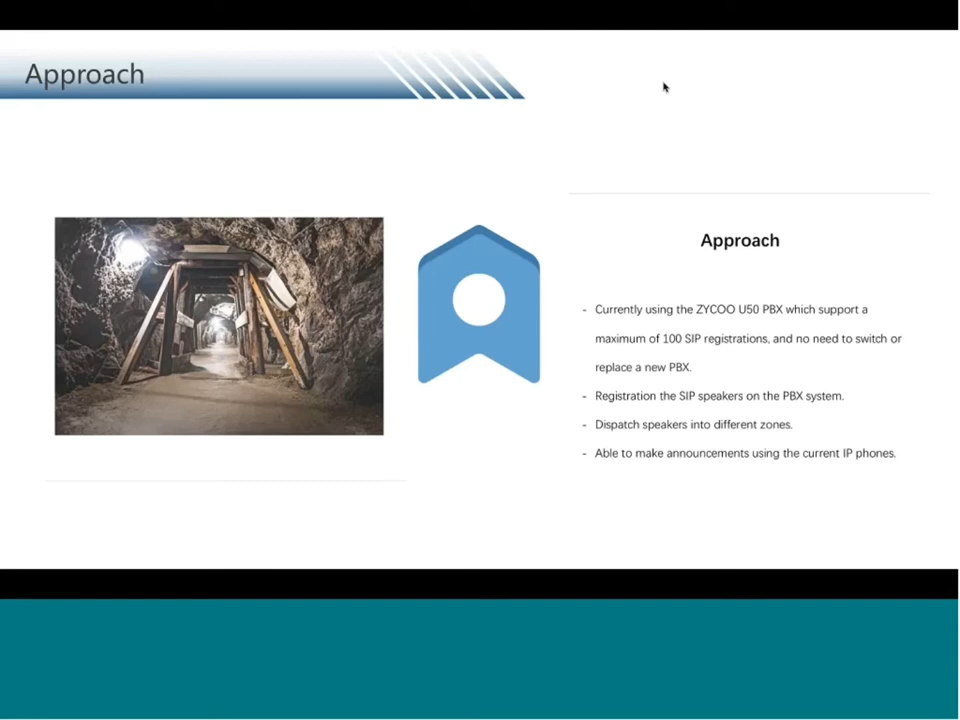 Approach
Approach
- Currently using the ZYCOO U50 PBX which support a
maximum of 100 SIP registrations, and no need to switch or
replace a new PBX.
- Registration the SIP speakers on the PBX system.
- Dispatch speakers into different zones.
- Able to make announcements using the current IP phones.